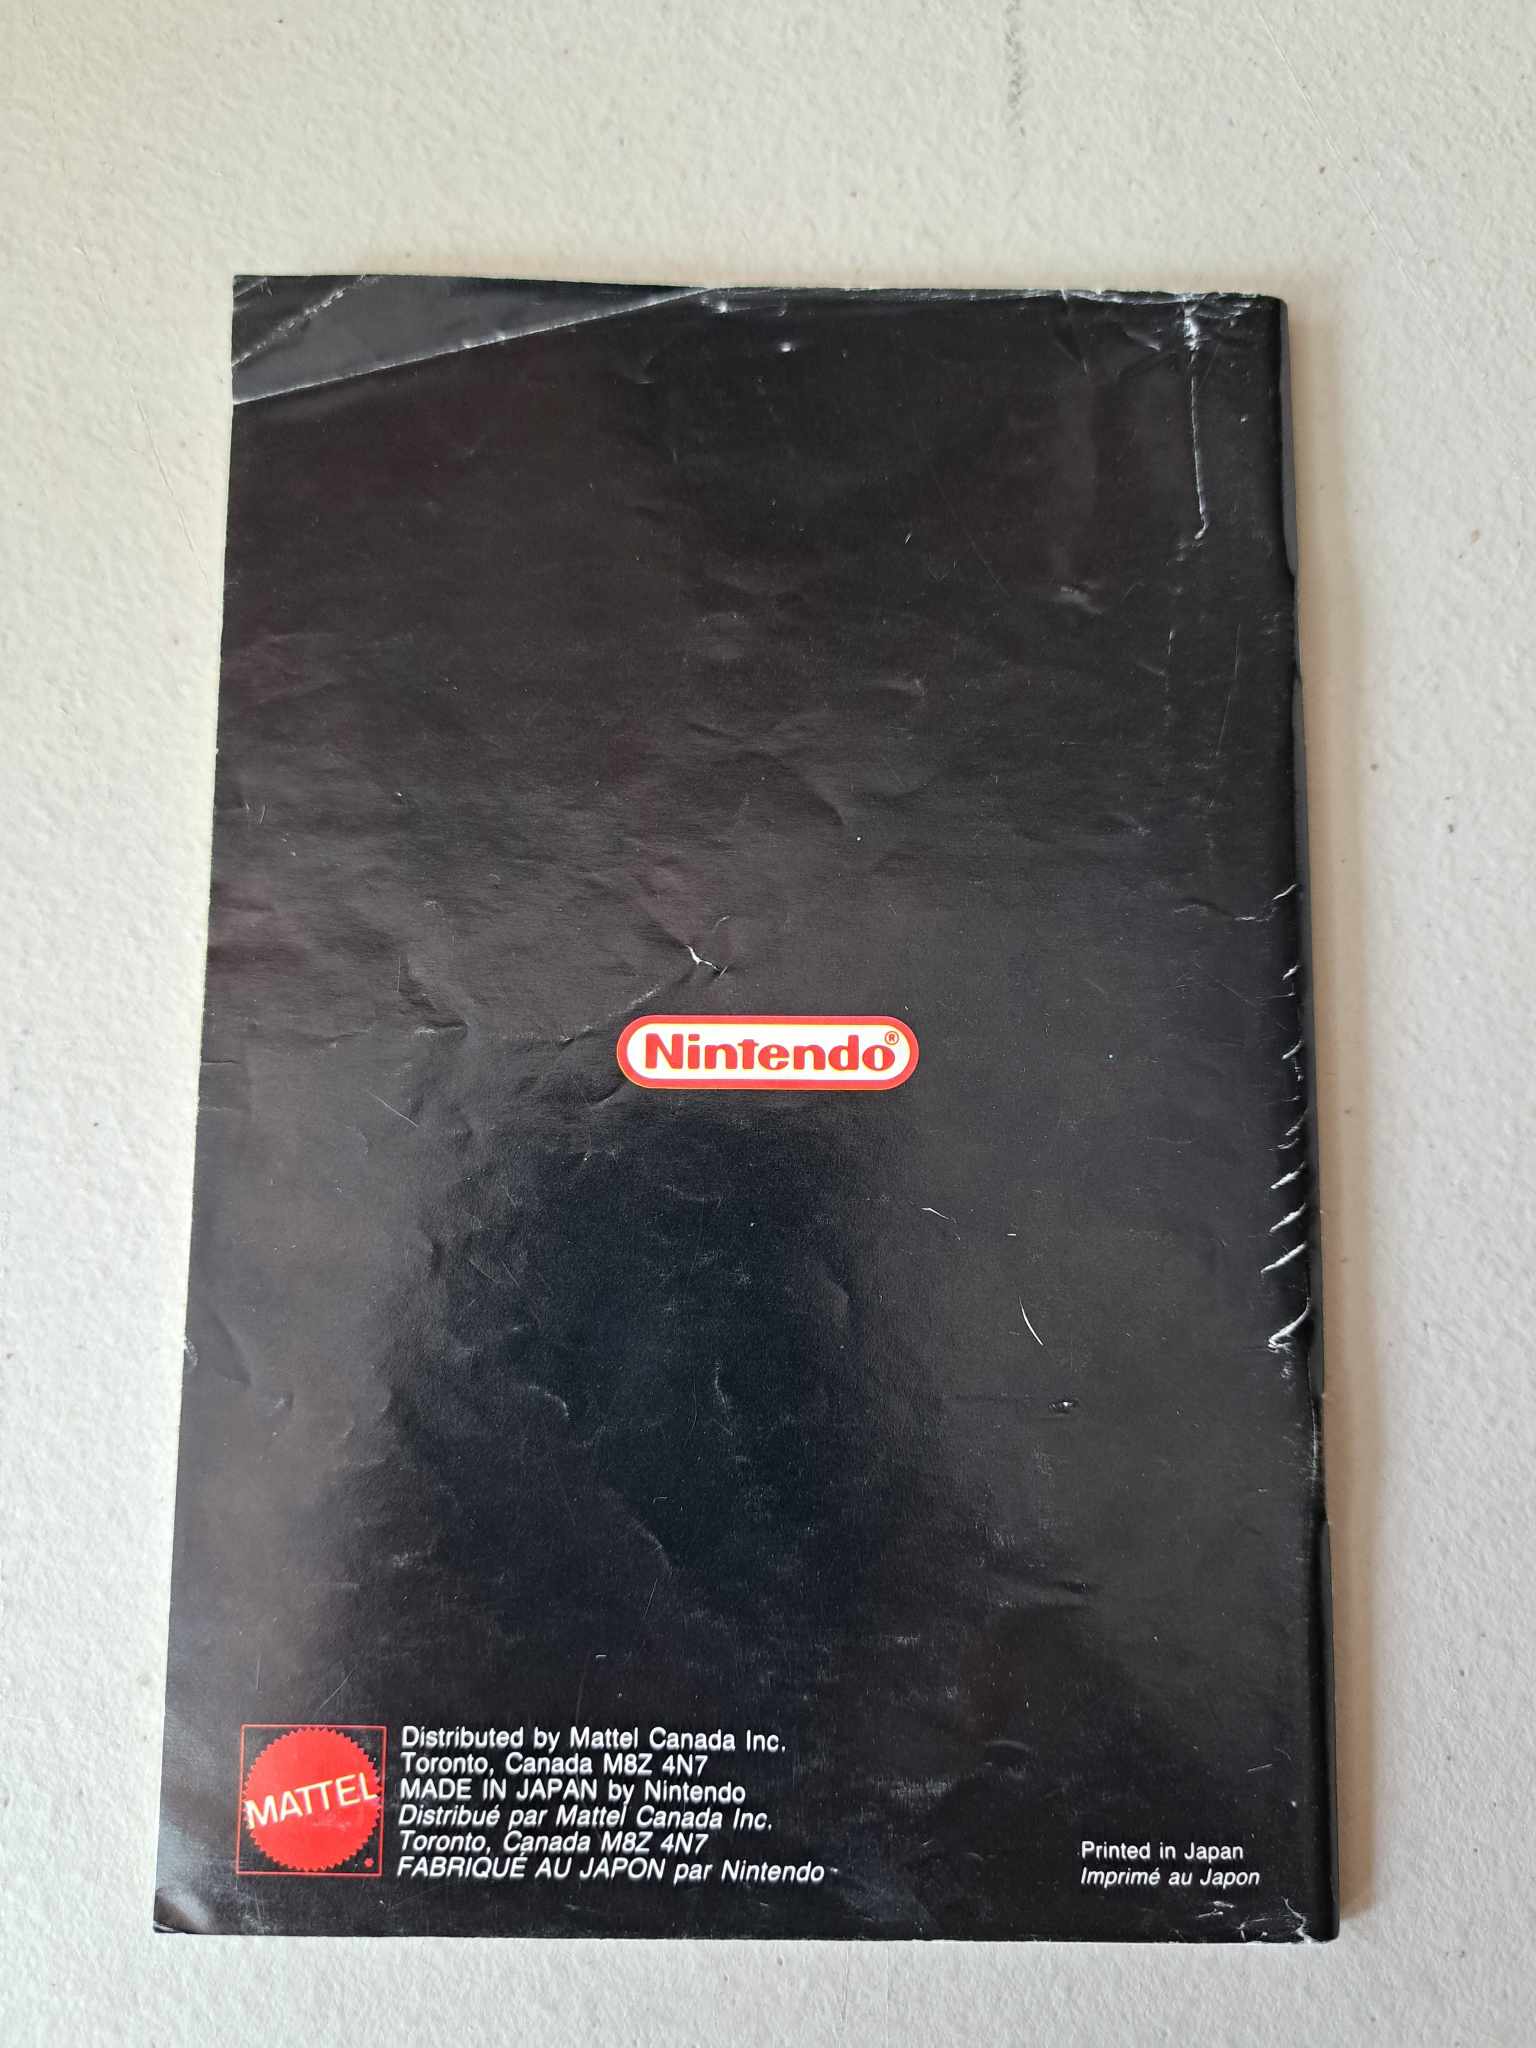 Nintendo®
MATTEL
Distributed by Mattel Canada Inc.
Toronto, Canada M8Z 4N7
MADE IN JAPAN by Nintendo
Distribué par Mattel Canada Inc.
Toronto, Canada M8Z 4N7
FABRIQUÉ AU JAPON par Nintendo
Printed in Japan
Imprimé au Japon